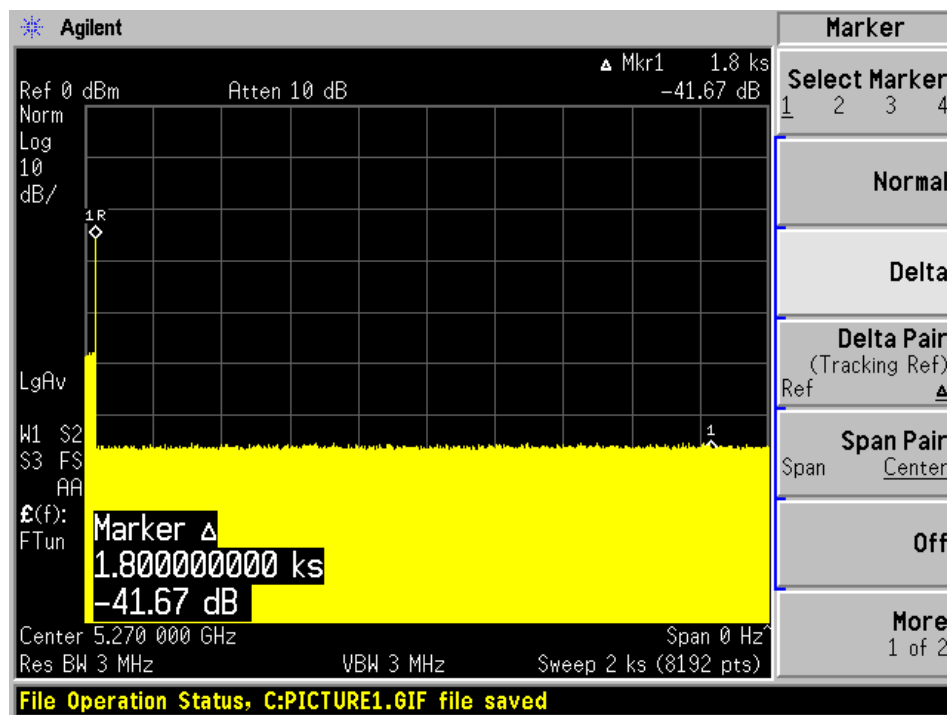 Agilent
Marker
Δ Mkr1 1.8 ks
Ref 0 dBm Atten 10 dB -41.67 dB
Norm
Log
10
dB/
1R
LgAv
1
W1 S2
S3 FS
AA
£(f):
FTun
Marker Δ
1.800000000 ks
-41.67 dB
Center 5.270 000 GHz Span 0 Hz^
Res BW 3 MHz VBW 3 MHz Sweep 2 ks (8192 pts)
File Operation Status, C:PICTURE1.GIF file saved
Select Marker
1 2 3 4
Normal
Delta
Delta Pair
(Tracking Ref)
Ref Δ
Span Pair
Span Center
Off
More
1 of 2